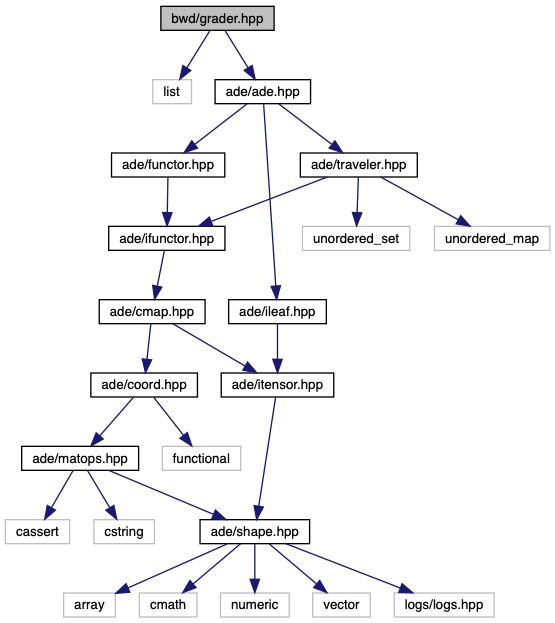 bwd/grader.hpp
list
ade/ade.hpp
ade/functor.hpp
ade/traveler.hpp
ade/ifunctor.hpp
unordered_set
unordered_map
ade/cmap.hpp
ade/ileaf.hpp
ade/coord.hpp
ade/itensor.hpp
ade/matops.hpp
functional
cassert
cstring
ade/shape.hpp
array
cmath
numeric
vector
logs/logs.hpp